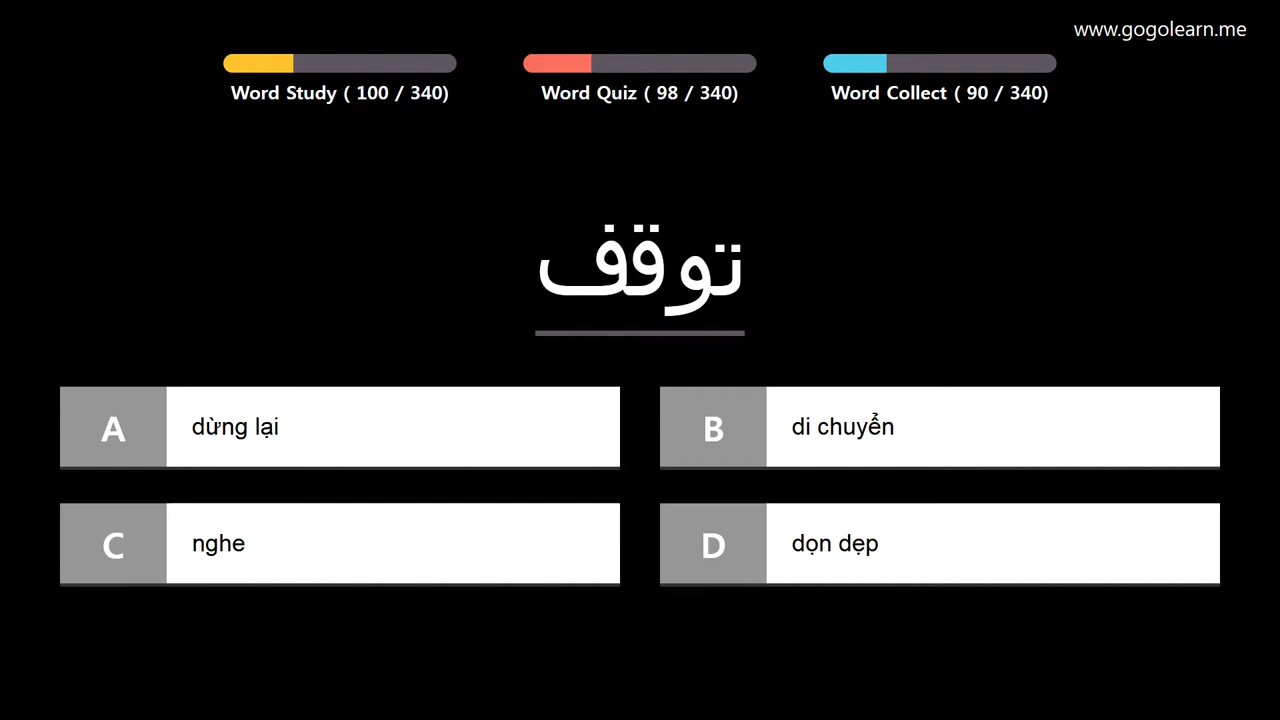 www.gogolearn.me
Word Study ( 100 / 340)
Word Quiz ( 98 / 340)
Word Collect ( 90 / 340)
توقف
A dừng lại
B di chuyển
C nghe
D dọn dẹp